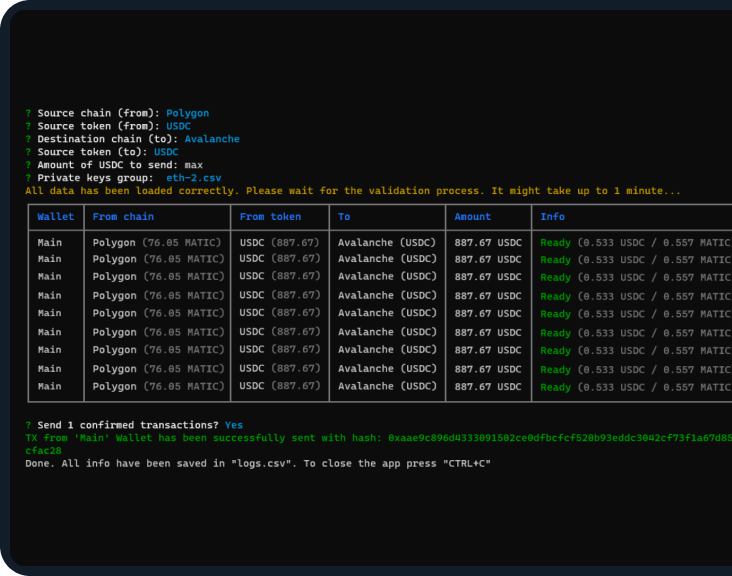 ? Source chain (from): Polygon
? Source token (from): USDC
? Destination chain (to): Avalanche
? Source token (to): USDC
? Amount of USDC to send: max
? Private keys group: eth-2.csv
All data has been loaded correctly. Please wait for the validation process. It might take up to 1 minute...
Wallet From chain From token To Amount Info
Main Polygon (76.05 MATIC) USDC (887.67) Avalanche (USDC) 887.67 USDC Ready (0.533 USDC / 0.557 MATIC
Main Polygon (76.05 MATIC) USDC (887.67) Avalanche (USDC) 887.67 USDC Ready (0.533 USDC / 0.557 MATIC
Main Polygon (76.05 MATIC) USDC (887.67) Avalanche (USDC) 887.67 USDC Ready (0.533 USDC / 0.557 MATIC
Main Polygon (76.05 MATIC) USDC (887.67) Avalanche (USDC) 887.67 USDC Ready (0.533 USDC / 0.557 MATIC
Main Polygon (76.05 MATIC) USDC (887.67) Avalanche (USDC) 887.67 USDC Ready (0.533 USDC / 0.557 MATIC
Main Polygon (76.05 MATIC) USDC (887.67) Avalanche (USDC) 887.67 USDC Ready (0.533 USDC / 0.557 MATIC
Main Polygon (76.05 MATIC) USDC (887.67) Avalanche (USDC) 887.67 USDC Ready (0.533 USDC / 0.557 MATIC
Main Polygon (76.05 MATIC) USDC (887.67) Avalanche (USDC) 887.67 USDC Ready (0.533 USDC / 0.557 MATIC
Main Polygon (76.05 MATIC) USDC (887.67) Avalanche (USDC) 887.67 USDC Ready (0.533 USDC / 0.557 MATIC
? Send 1 confirmed transactions? Yes
TX from 'Main' Wallet has been successfully sent with hash: 0xaae9c896d4333091502ce0dfbcfcf520b93eddc3042cf73f1a67d85
cfac28
Done. All info have been saved in "logs.csv". To close the app press "CTRL+C"